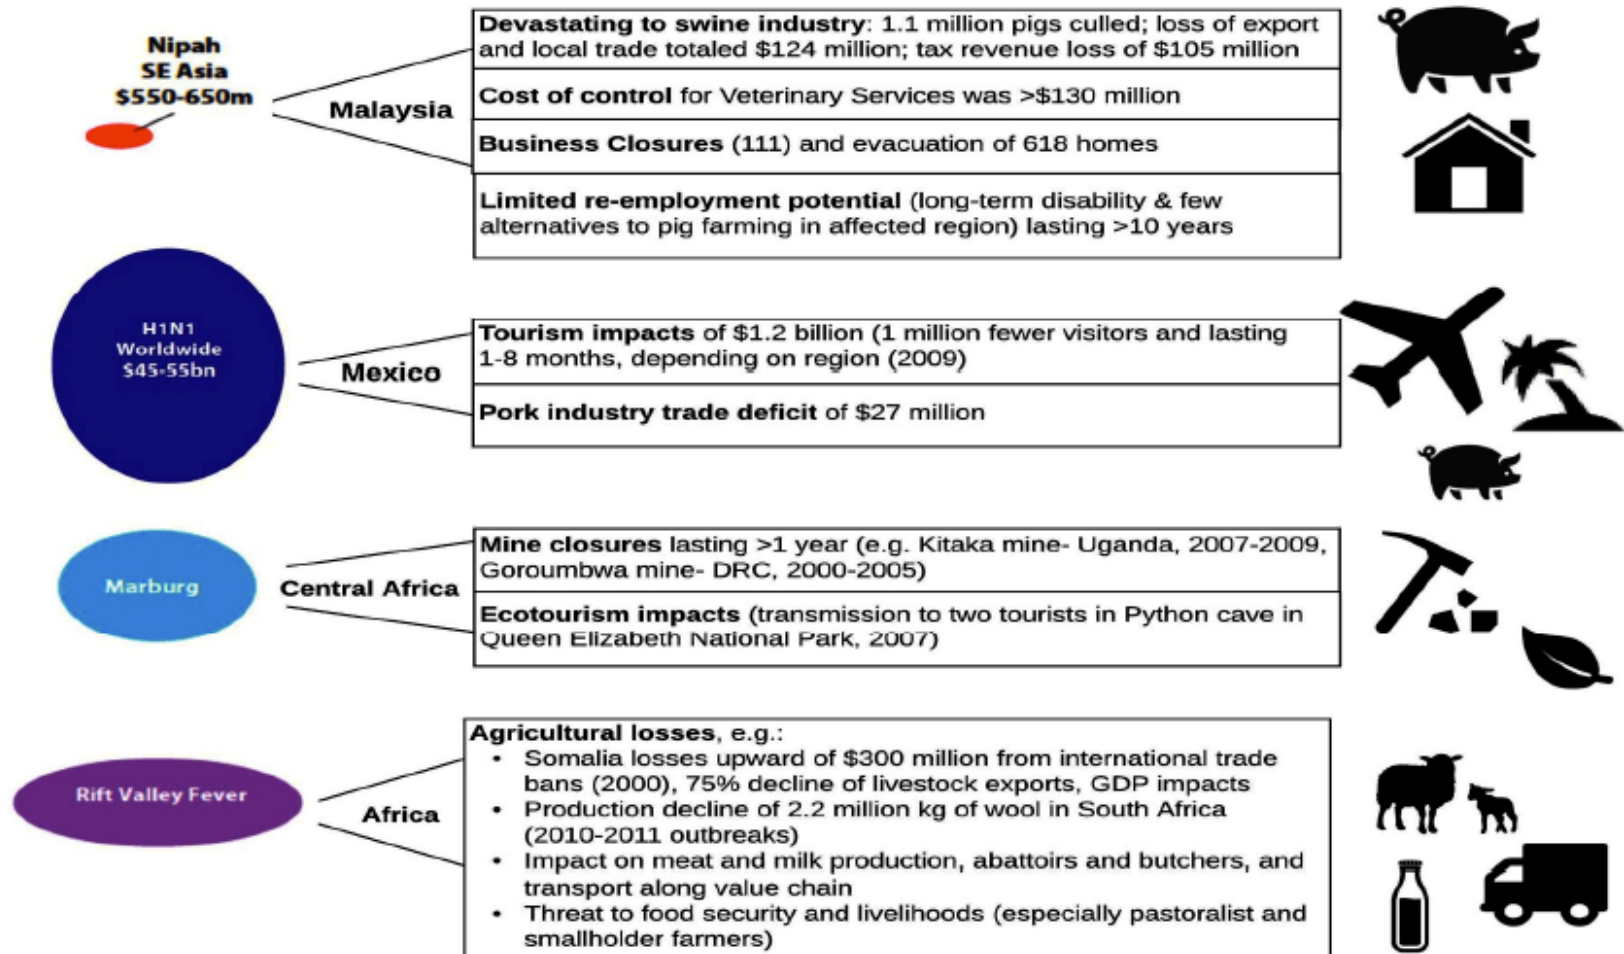 Nipah
SE Asia
$550-650m
Malaysia
Devastating to swine industry: 1.1 million pigs culled; loss of export
and local trade totaled $124 million; tax revenue loss of $105 million
Cost of control for Veterinary Services was >$130 million
Business Closures (111) and evacuation of 618 homes
Limited re-employment potential (long-term disability & few
alternatives to pig farming in affected region) lasting >10 years
H1N1
Worldwide
$45-55bn
Mexico
Tourism impacts of $1.2 billion (1 million fewer visitors and lasting
1-8 months, depending on region (2009)
Pork industry trade deficit of $27 million
Marburg
Central Africa
Mine closures lasting >1 year (e.g. Kitaka mine- Uganda, 2007-2009,
Goroumbwa mine- DRC, 2000-2005)
Ecotourism impacts (transmission to two tourists in Python cave in
Queen Elizabeth National Park, 2007)
Rift Valley Fever
Africa
Agricultural losses, e.g.:
• Somalia losses upward of $300 million from international trade
bans (2000), 75% decline of livestock exports, GDP impacts
• Production decline of 2.2 million kg of wool in South Africa
(2010-2011 outbreaks)
• Impact on meat and milk production, abattoirs and butchers, and
transport along value chain
• Threat to food security and livelihoods (especially pastoralist and
smallholder farmers)